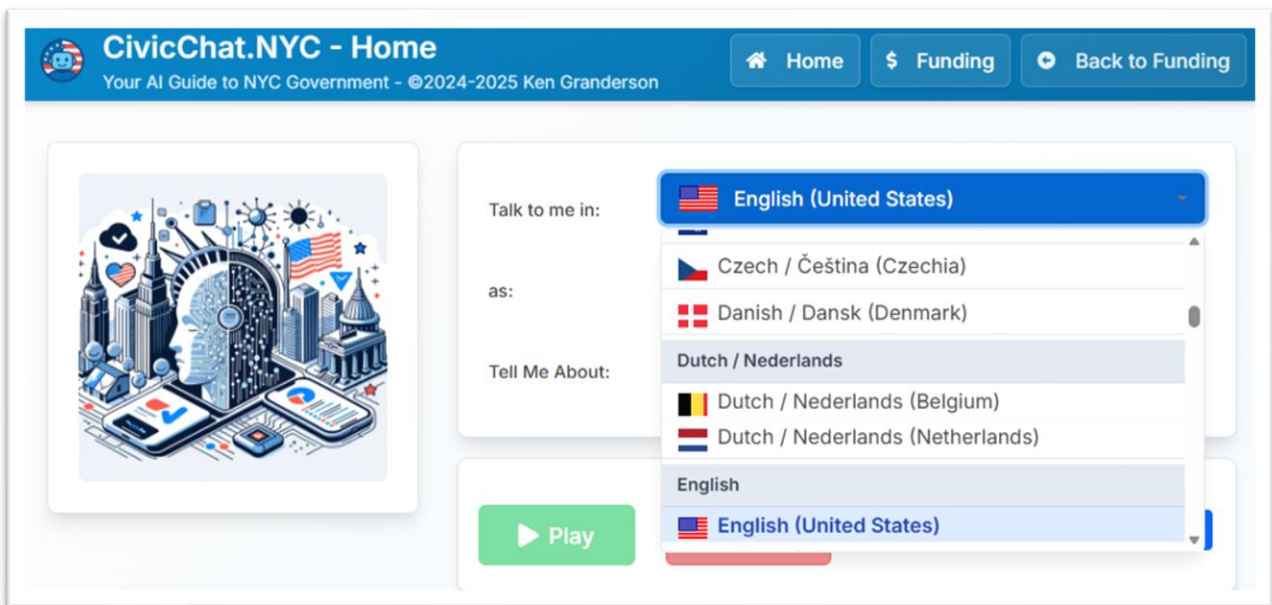 CivicChat.NYC - Home
Your AI Guide to NYC Government - ©2024-2025 Ken Granderson
Home
$ Funding
Back to Funding
Talk to me in:
English (United States)
Czech / Čeština (Czechia)
as:
Danish / Dansk (Denmark)
Tell Me About:
Dutch / Nederlands
Dutch / Nederlands (Belgium)
Dutch / Nederlands (Netherlands)
English
English (United States)
Play